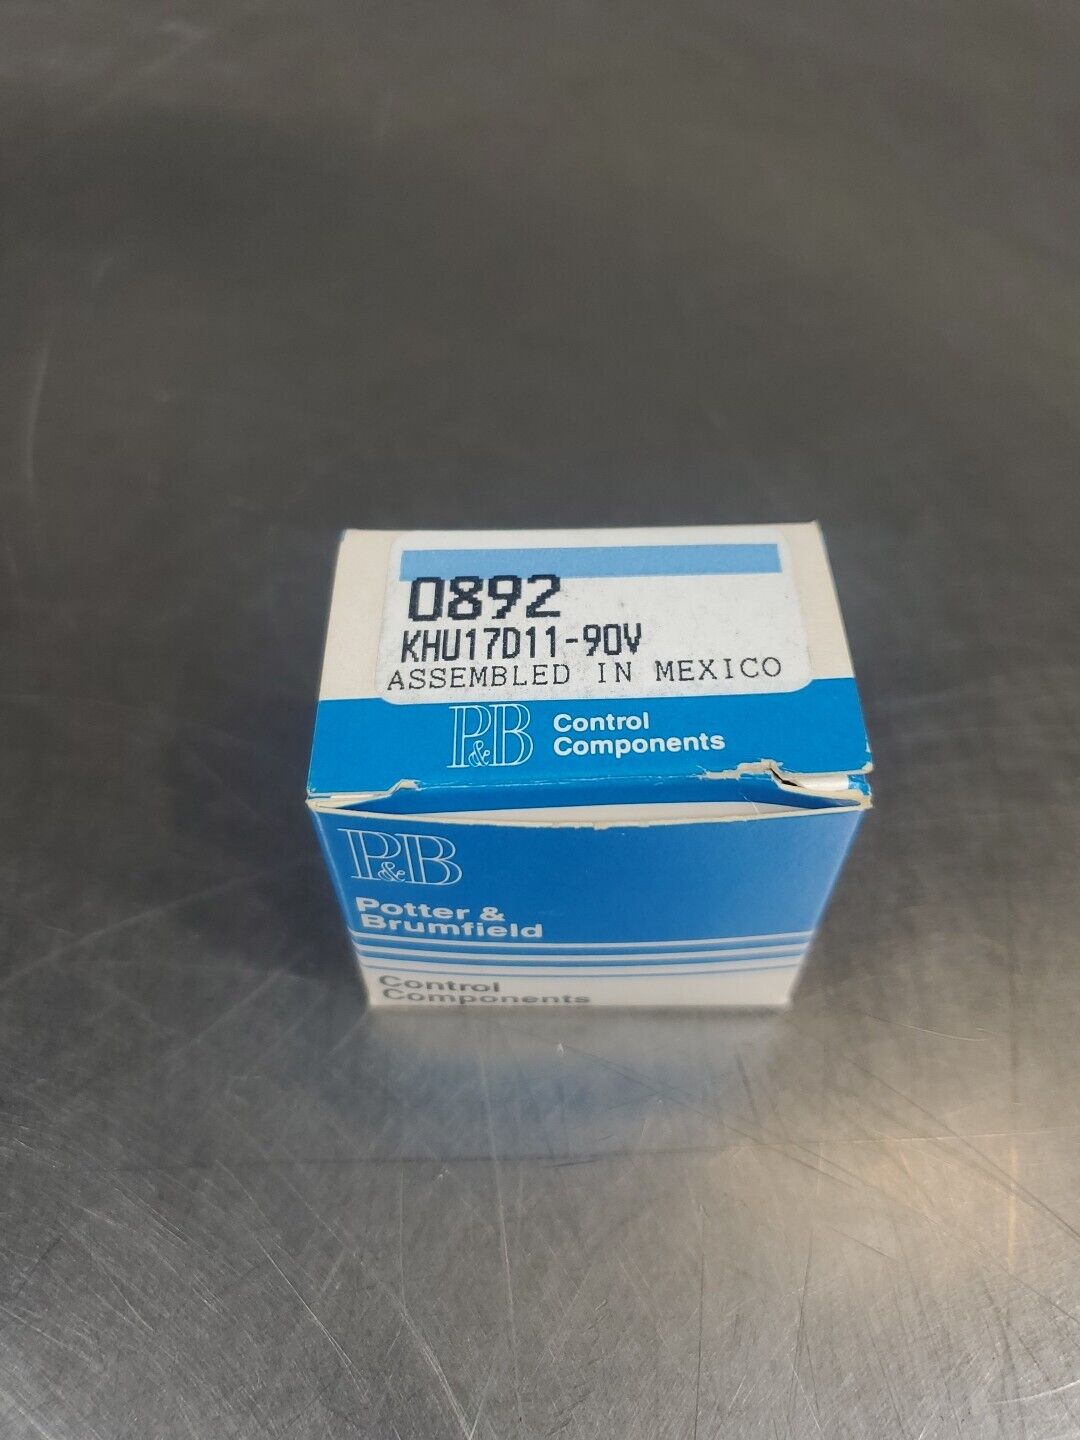 0892
KHU17D11-90V
ASSEMBLED IN MEXICO
P&B
Control
Components
P&B
Potter &
Brumfield
Control
Components